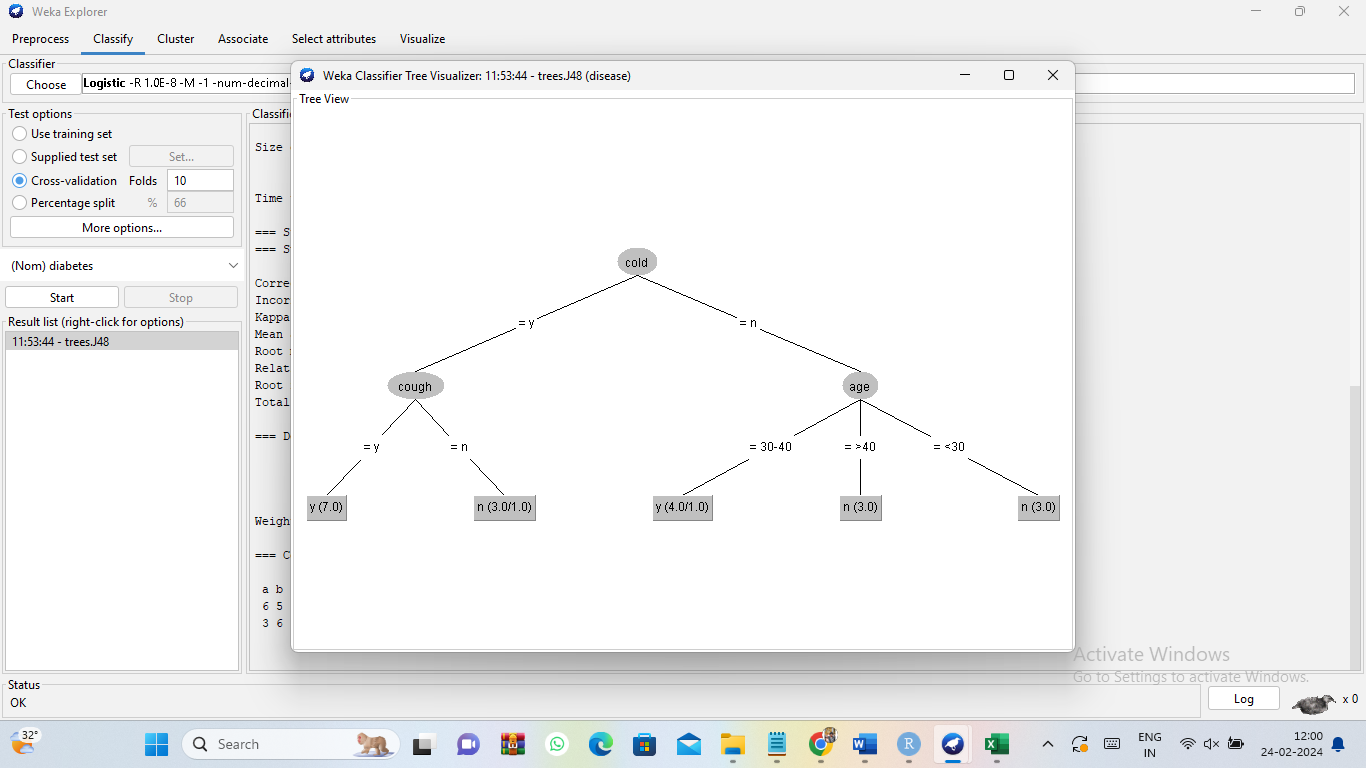 Weka Explorer
Preprocess Classify Cluster Associate Select attributes Visualize
Classifier
Choose Logistic -R 1.0E-8 -M -1 -num-decimal
Test options
Use training set
Supplied test set Set...
Cross-validation Folds 10
Percentage split % 66
More options...
(Nom) diabetes
Start Stop
Result list (right-click for options)
11:53:44 - trees.J48
Size
Time
=== S
=== S
Corre
Incor
Kappa
Mean
Root
Relat
Root
Total
=== D
Weigh
=== C
a b
6 5
3 6
Weka Classifier Tree Visualizer: 11:53:44 - trees.J48 (disease)
Tree View
cold
= y = n
cough age
= y = n = 30-40 = >40 = <30
y (7.0) n (3.0/1.0) y (4.0/1.0) n (3.0) n (3.0)
Activate Windows
Go to Settings to activate Windows.
Status
OK
Log x 0
32°
Search
ENG
IN
12:00
24-02-2024